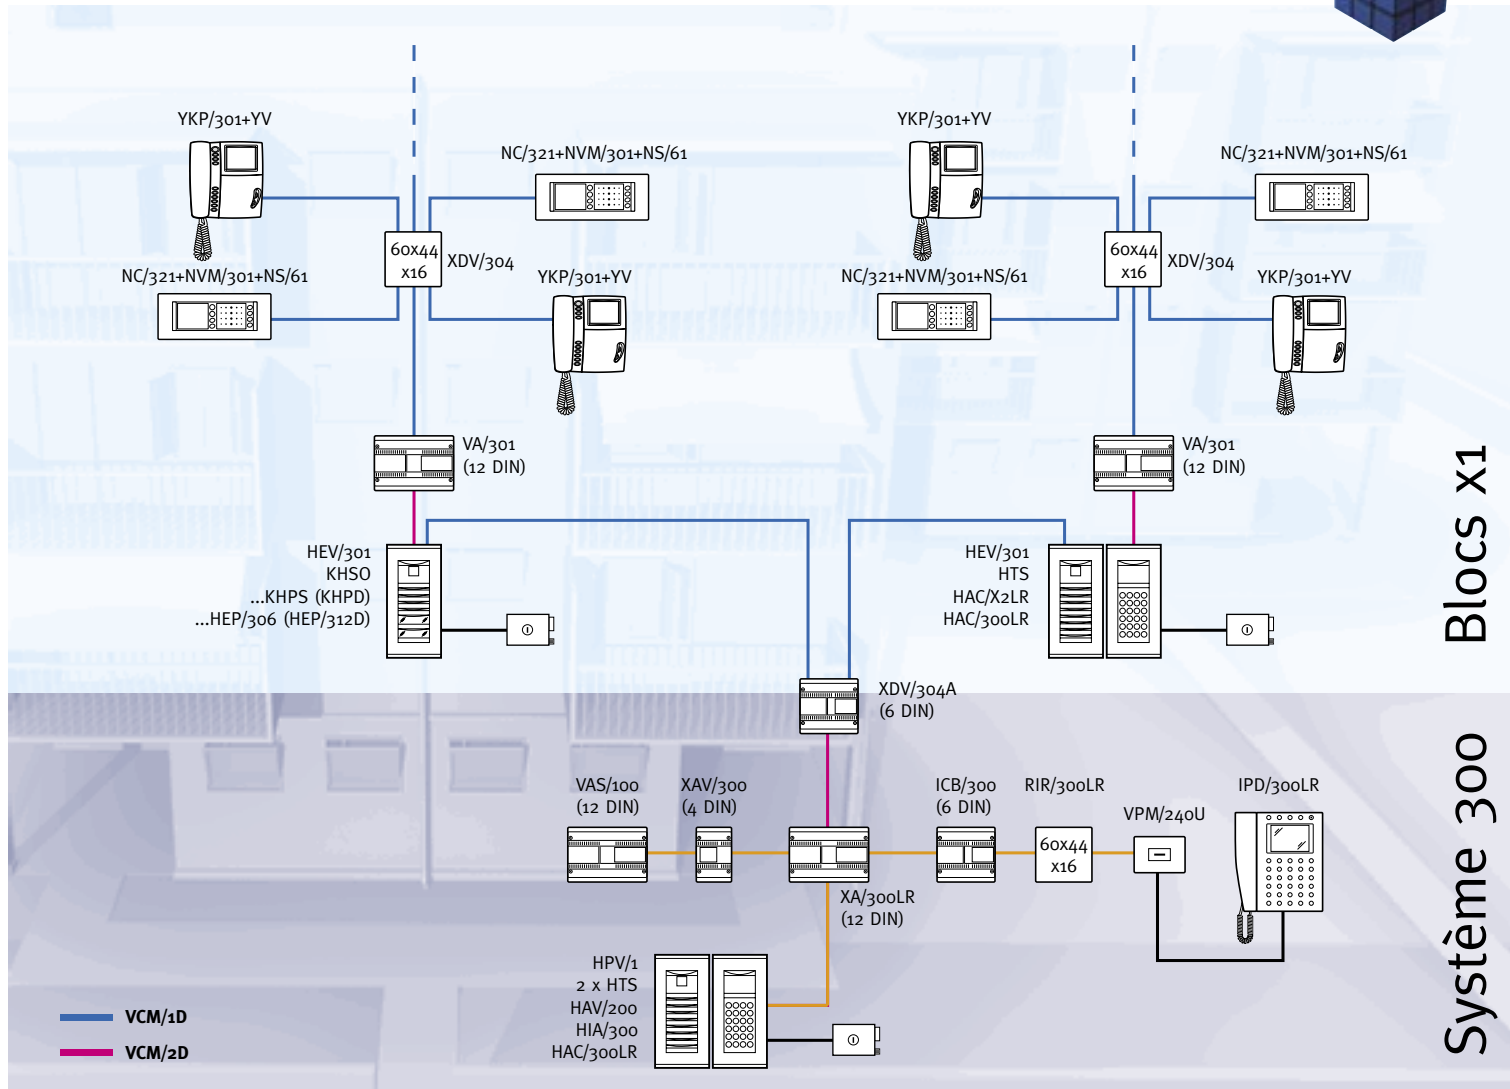 YKP/301+YV
NC/321+NVM/301+NS/61
60x44
x16
XDV/304
NC/321+NVM/301+NS/61
YKP/301+YV
VA/301
(12 DIN)
HEV/301
KHSO
...KHPS (KHPD)
...HEP/306 (HEP/312D)
YKP/301+YV
NC/321+NVM/301+NS/61
60x44
x16
XDV/304
NC/321+NVM/301+NS/61
YKP/301+YV
VA/301
(12 DIN)
HEV/301
HTS
HAC/X2LR
HAC/300LR
Blocs X1
XDV/304A
(6 DIN)
VAS/100
(12 DIN)
XAV/300
(4 DIN)
ICB/300
(6 DIN)
RIR/300LR
60x44
x16
VPM/240U
IPD/300LR
XA/300LR
(12 DIN)
HPV/1
2 x HTS
HAV/200
HIA/300
HAC/300LR
VCM/1D
VCM/2D
Système 300